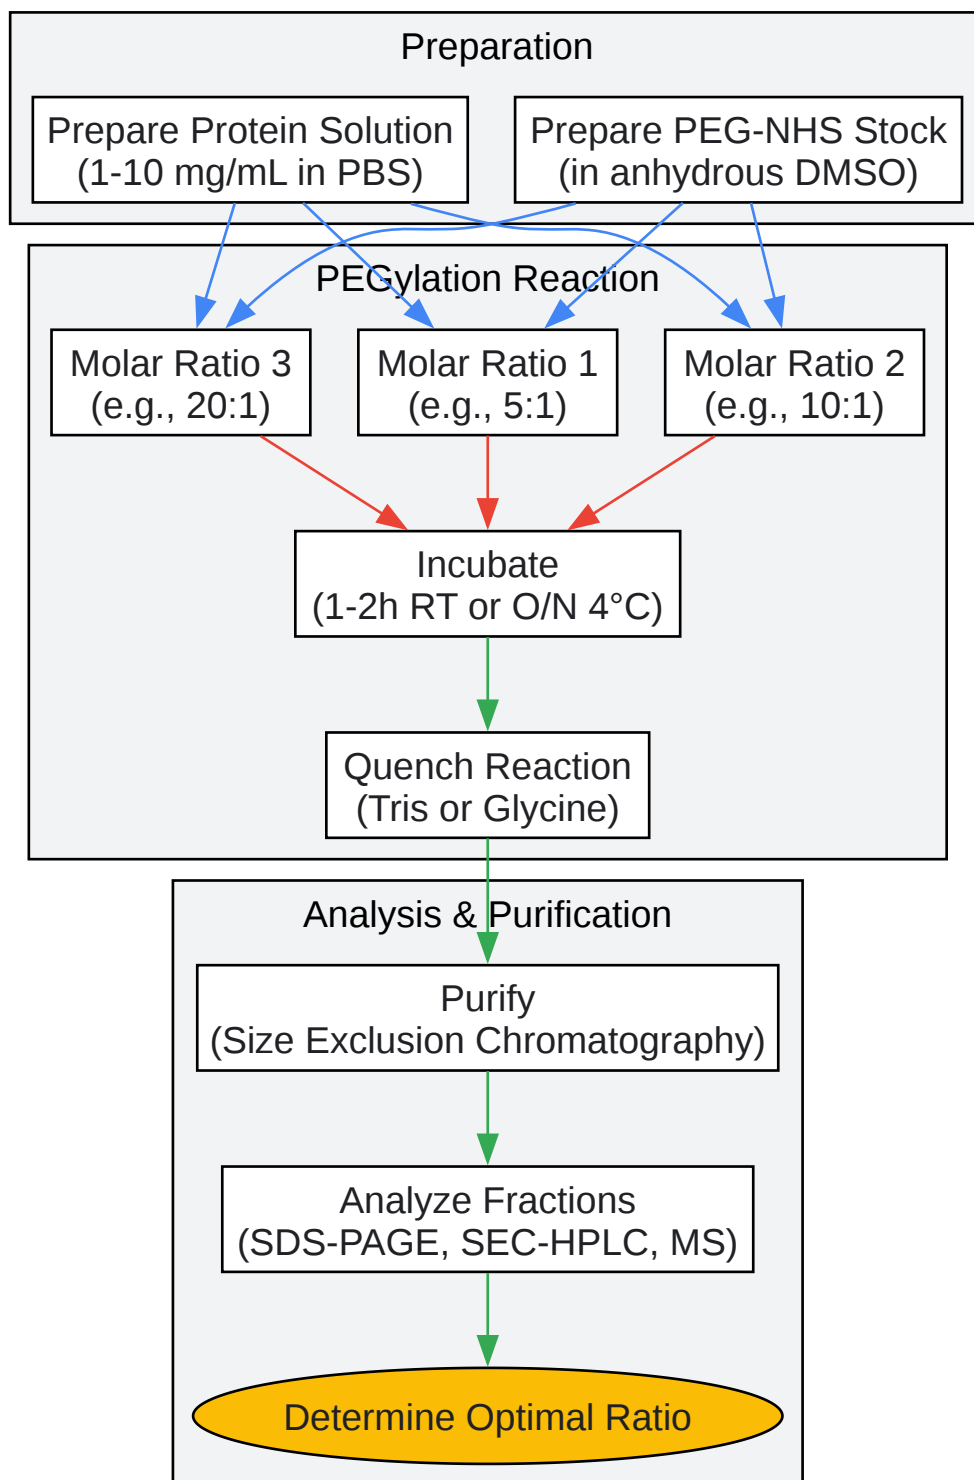 Preparation
Prepare Protein Solution
(1-10 mg/mL in PBS)
Prepare PEG-NHS Stock
(in anhydrous DMSO)
PEGylation Reaction
Molar Ratio 3
(e.g., 20:1)
Molar Ratio 1
(e.g., 5:1)
Molar Ratio 2
(e.g., 10:1)
Incubate
(1-2h RT or O/N 4°C)
Quench Reaction
(Tris or Glycine)
Analysis & Purification
Purify
(Size Exclusion Chromatography)
Analyze Fractions
(SDS-PAGE, SEC-HPLC, MS)
Determine Optimal Ratio